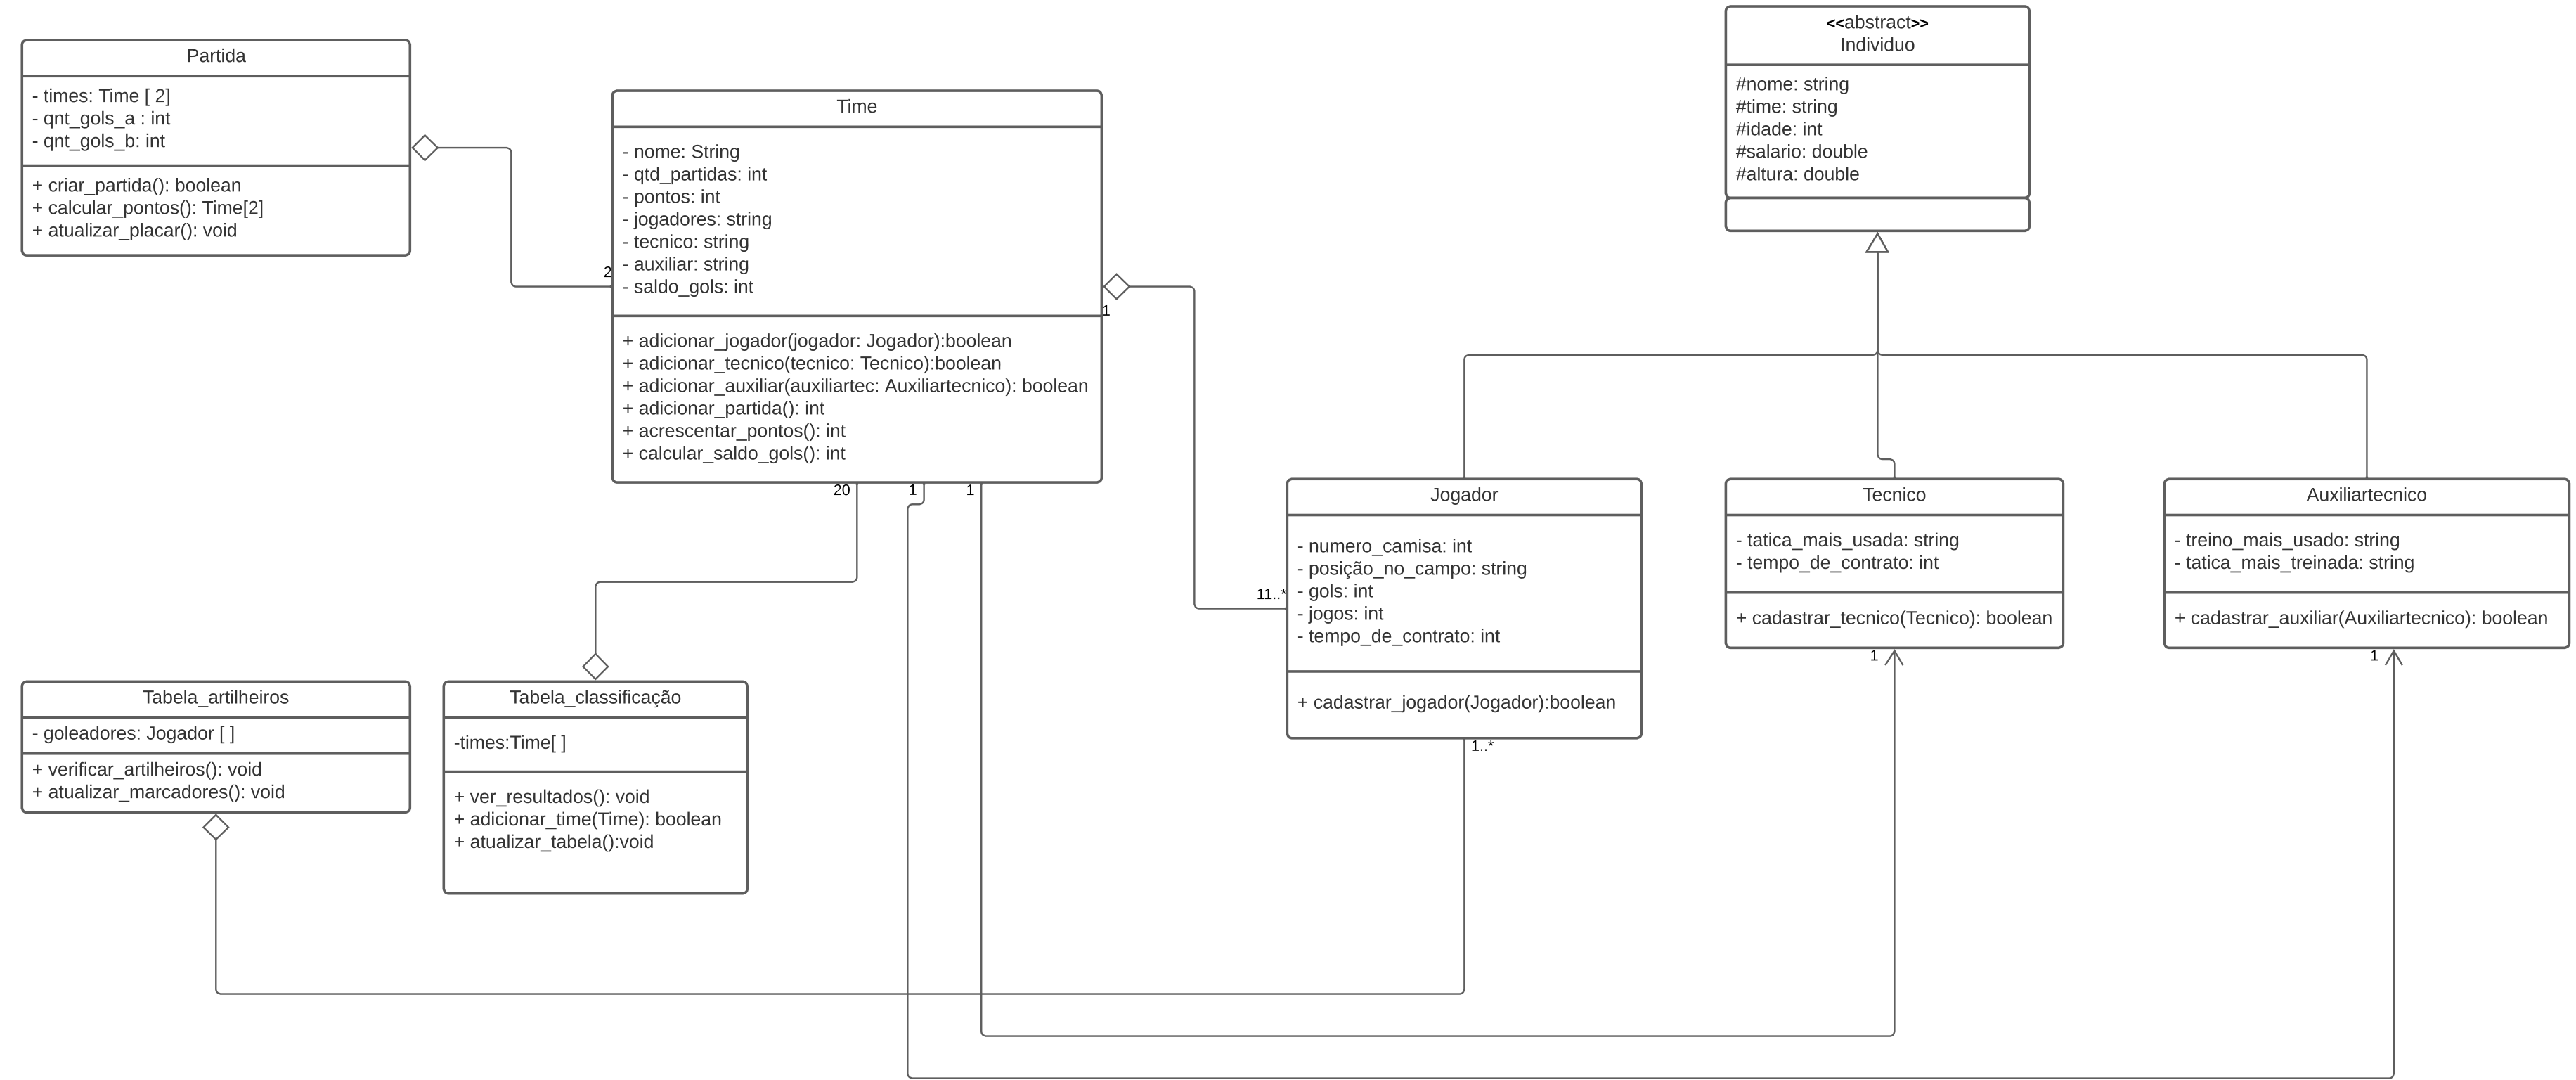 Partida
- times: Time [ 2]
- qnt_gols_a : int
- qnt_gols_b: int
+ criar_partida(): boolean
+ calcular_pontos(): Time[2]
+ atualizar_placar(): void
2
Time
- nome: String
- qtd_partidas: int
- pontos: int
- jogadores: string
- tecnico: string
- auxiliar: string
- saldo_gols: int
+ adicionar_jogador(jogador: Jogador):boolean
+ adicionar_tecnico(tecnico: Tecnico):boolean
+ adicionar_auxiliar(auxiliartec: Auxiliartecnico): boolean
+ adicionar_partida(): int
+ acrescentar_pontos(): int
+ calcular_saldo_gols(): int
1
20
1
1
<<abstract>>
Individuo
#nome: string
#time: string
#idade: int
#salario: double
#altura: double
Jogador
- numero_camisa: int
- posição_no_campo: string
- gols: int
- jogos: int
- tempo_de_contrato: int
+ cadastrar_jogador(Jogador):boolean
11..*
1..*
Tecnico
- tatica_mais_usada: string
- tempo_de_contrato: int
+ cadastrar_tecnico(Tecnico): boolean
1
Auxiliartecnico
- treino_mais_usado: string
- tatica_mais_treinada: string
+ cadastrar_auxiliar(Auxiliartecnico): boolean
1
Tabela_artilheiros
- goleadores: Jogador [ ]
+ verificar_artilheiros(): void
+ atualizar_marcadores(): void
Tabela_classificação
-times:Time[ ]
+ ver_resultados(): void
+ adicionar_time(Time): boolean
+ atualizar_tabela():void